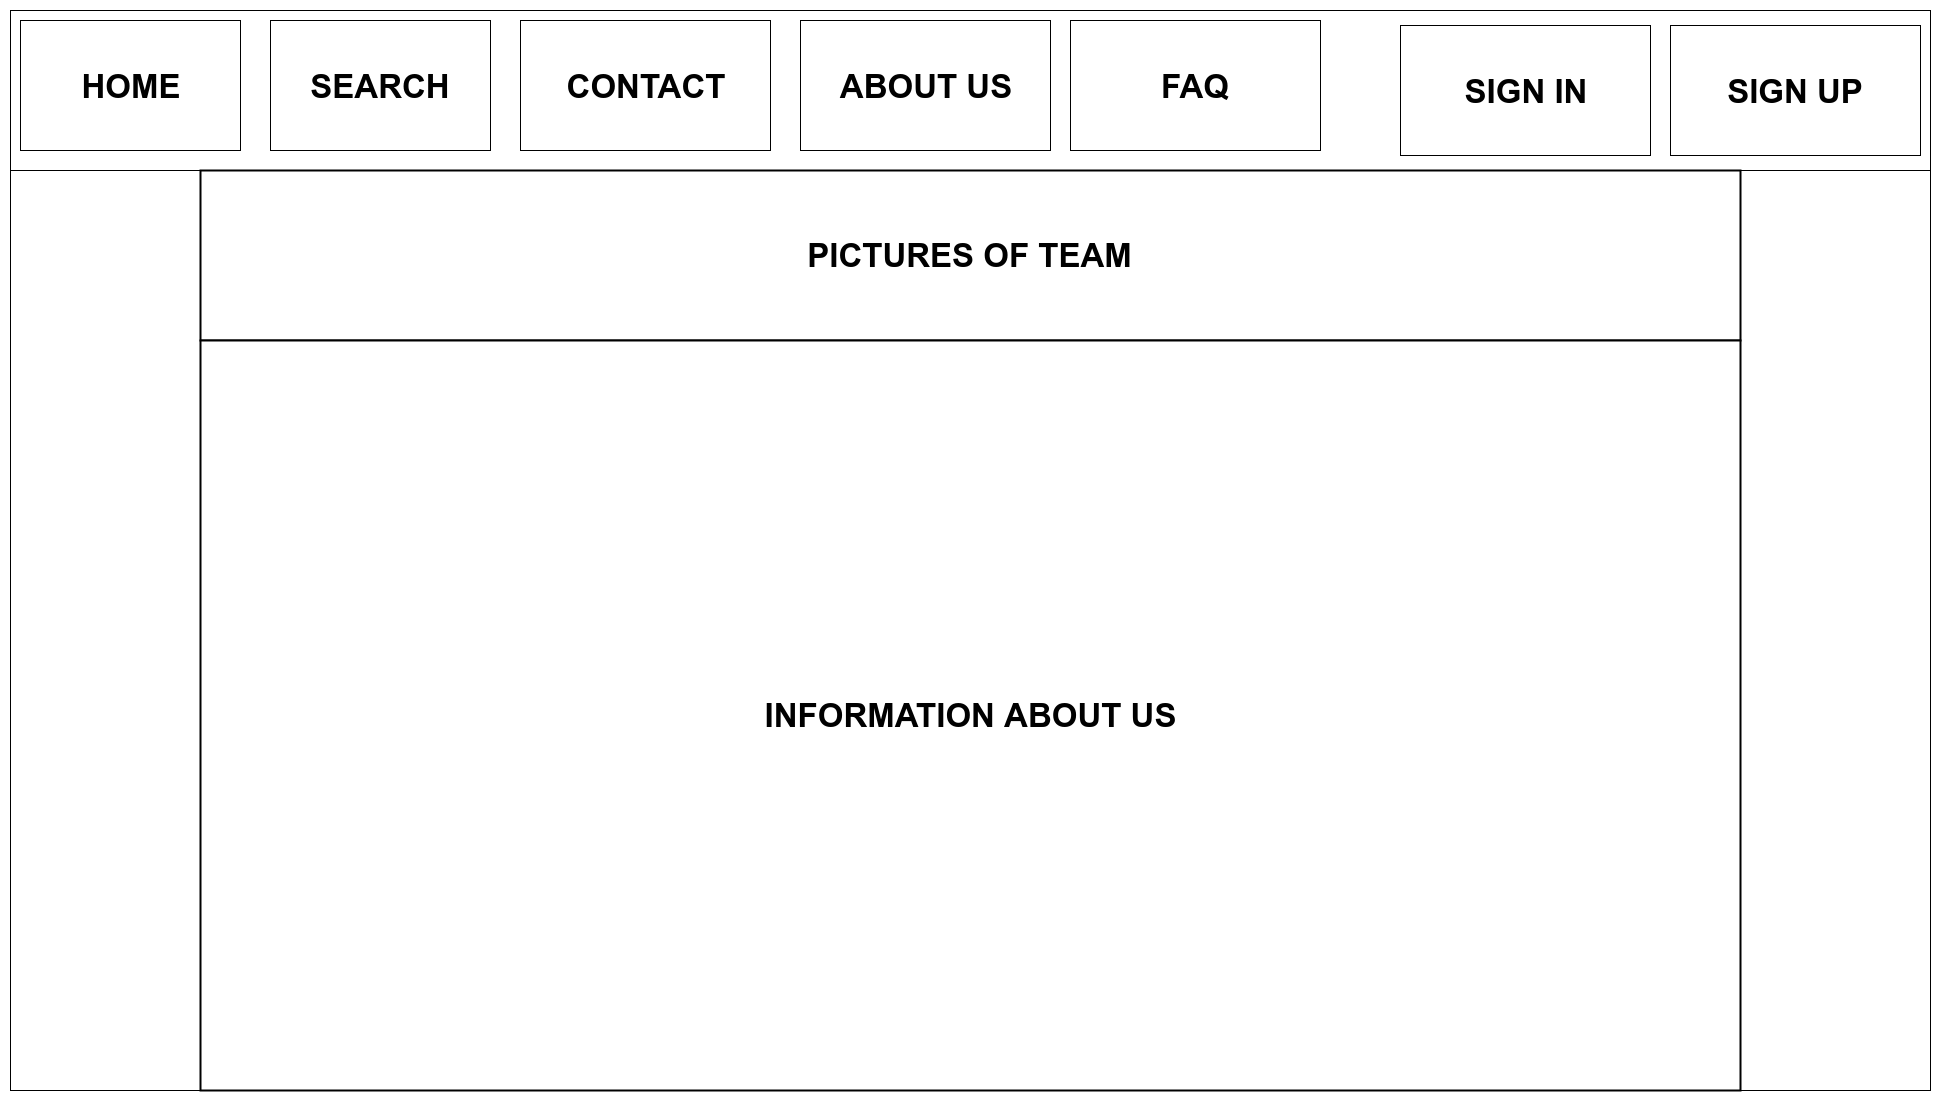 HOME
SEARCH
CONTACT
ABOUT US
FAQ
SIGN IN
SIGN UP
PICTURES OF TEAM
INFORMATION ABOUT US